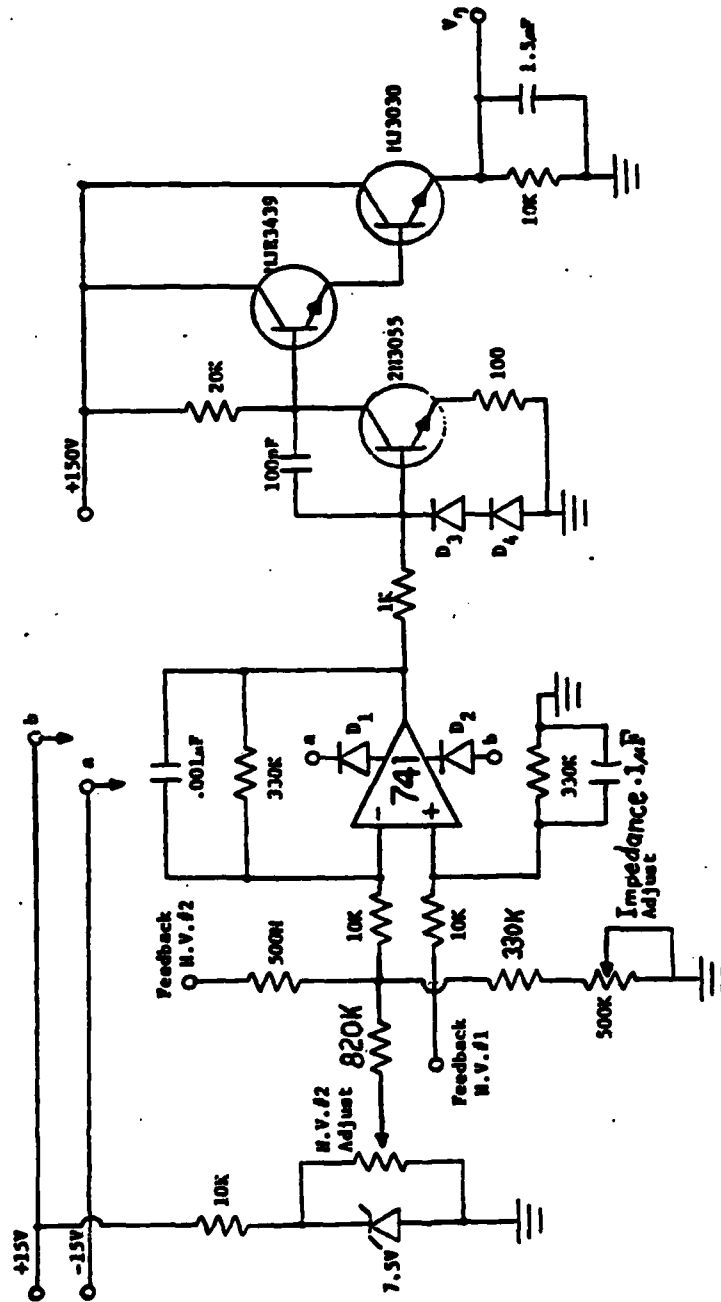 +15V
-15V
b
a
+150V
10K
7.5V
H.V.#2
Adjust
820K
Feedback
H.V.#2
500M
10K
10K
Feedback
H.V.#1
330K
500K
Impedance
Adjust
.001µF
330K
741
-
+
a
D1
D2
b
330K
.1µF
1K
100pF
20K
D3
D4
2N3055
100
MJE3439
MJ3030
10K
1.5µF